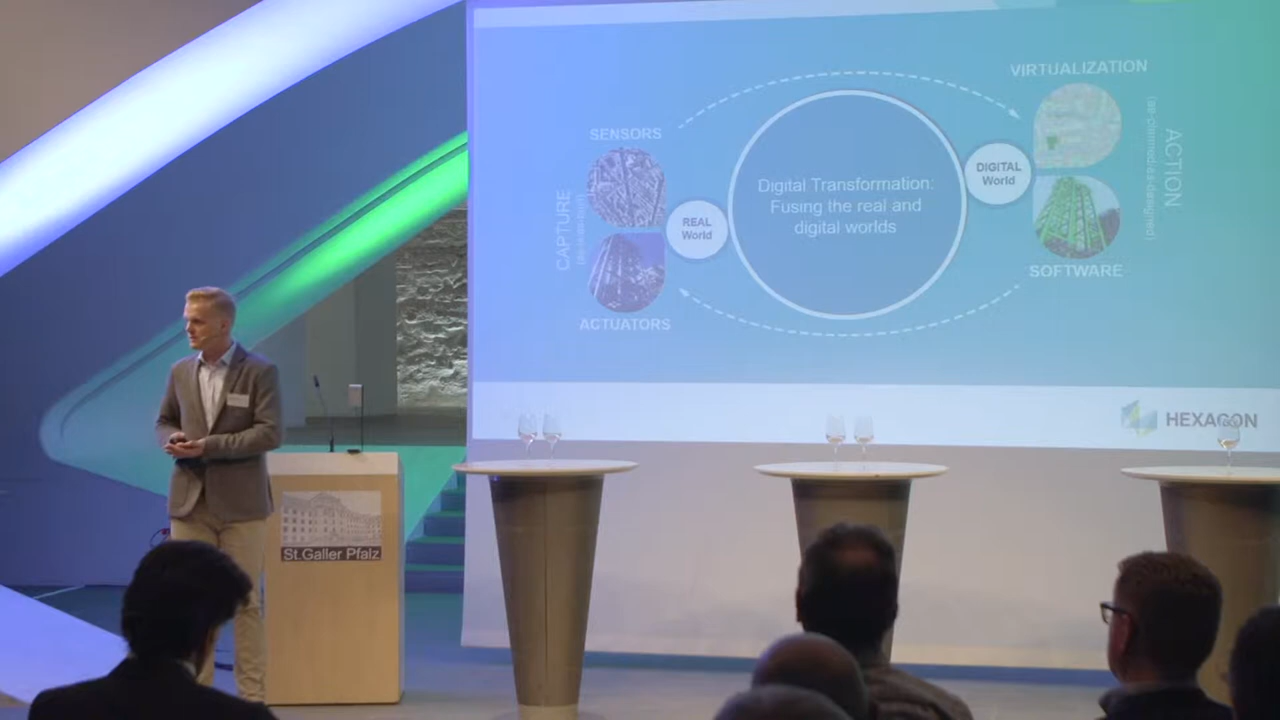 VIRTUALIZATION
SENSORS
DIGITAL
World
ACTION
Digital Transformation:
Fusing the real and
digital worlds
CAPTURE
REAL
World
SOFTWARE
ACTUATORS
HEXAGON
St.Galler Pfalz